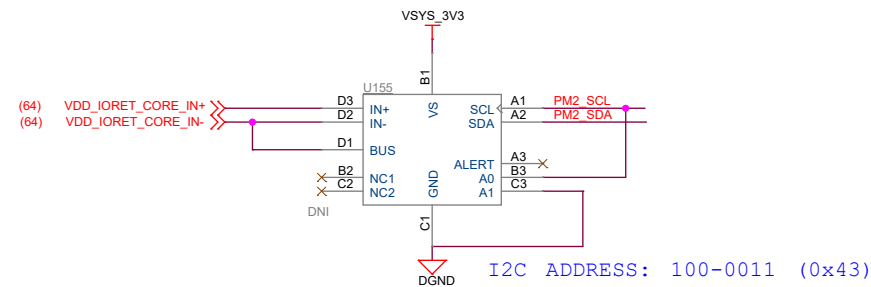 VSYS_3V3
B1
U155
(64) VDD_IORET_CORE_IN+ D3 IN+ VS SCL A1 PM2_SCL
(64) VDD_IORET_CORE_IN- D2 IN- SDA A2 PM2_SDA
D1 BUS
ALERT A3
B2 NC1 A0 B3
C2 NC2 GND A1 C3
DNI
C1
DGND
I2C ADDRESS: 100-0011 (0x43)